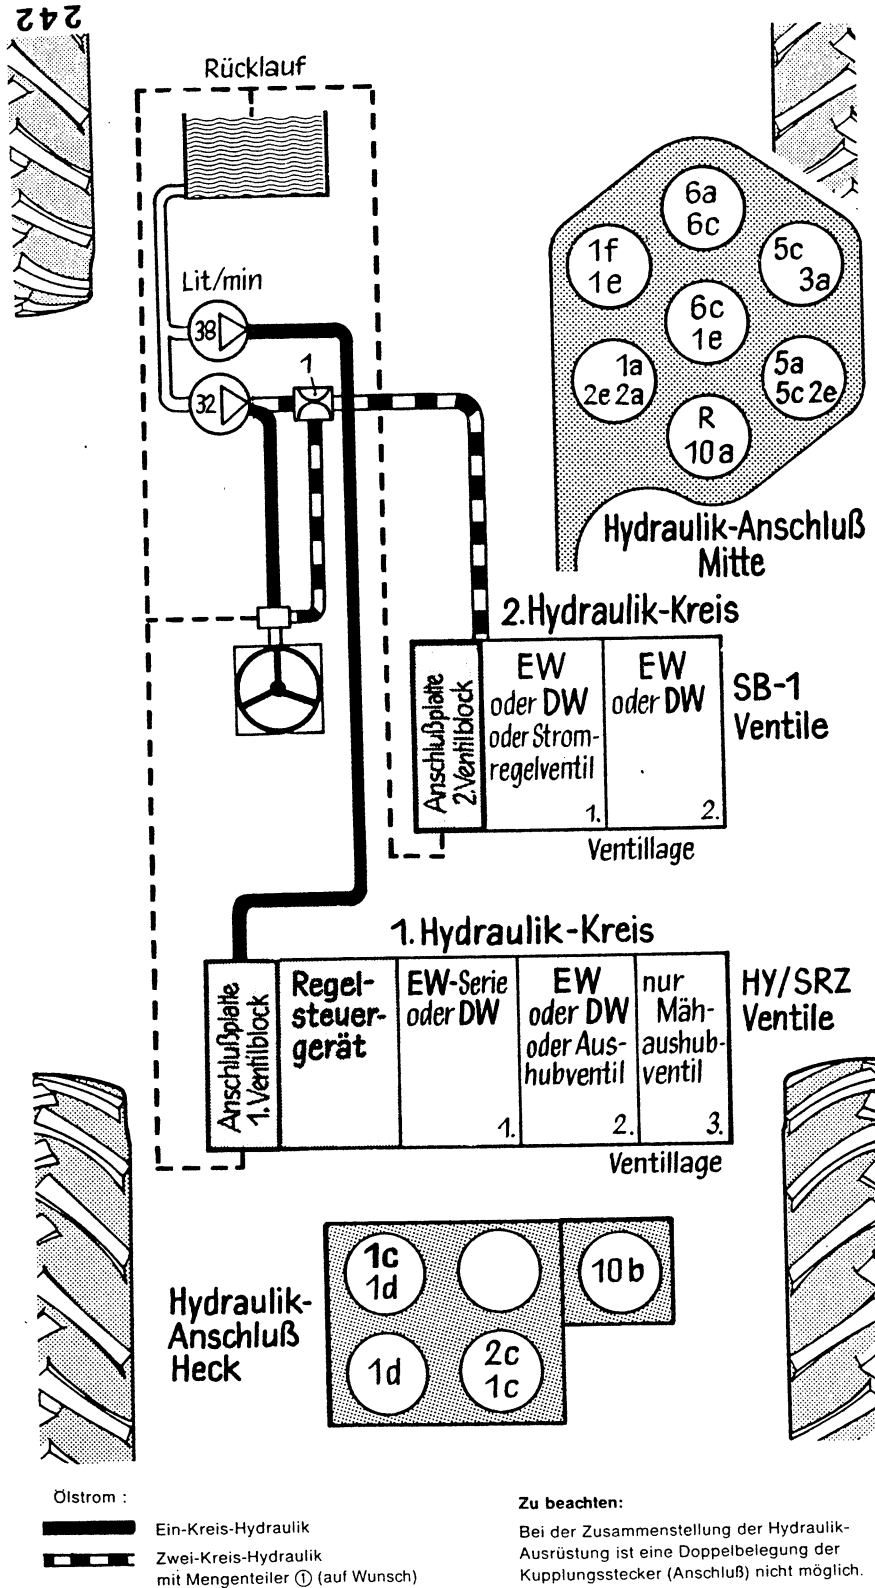 242
Rücklauf
Lit/min
38
32
1
6a
6c
1f
1e
5c
3a
6c
1e
1a
2e 2a
5a
5c 2e
R
10a
Hydraulik-Anschluß
Mitte
2.Hydraulik-Kreis
Anschlußplatte
2.Ventilblock
EW
oder DW
oder Strom-
regelventil
1.
EW
oder DW
2.
SB-1
Ventile
Ventillage
1.Hydraulik-Kreis
Anschlußplatte
1.Ventilblock
Regel-
steuer-
gerät
EW-Serie
oder DW
1.
EW
oder DW
oder Aus-
hubventil
2.
nur
Mäh-
aushub-
ventil
3.
HY/SRZ
Ventile
Ventillage
Hydraulik-
Anschluß
Heck
1c
1d
10b
1d
2c
1c
Ölstrom :
Ein-Kreis-Hydraulik
Zwei-Kreis-Hydraulik
mit Mengenteiler ① (auf Wunsch)
Zu beachten:
Bei der Zusammenstellung der Hydraulik-
Ausrüstung ist eine Doppelbelegung der
Kupplungsstecker (Anschluß) nicht möglich.